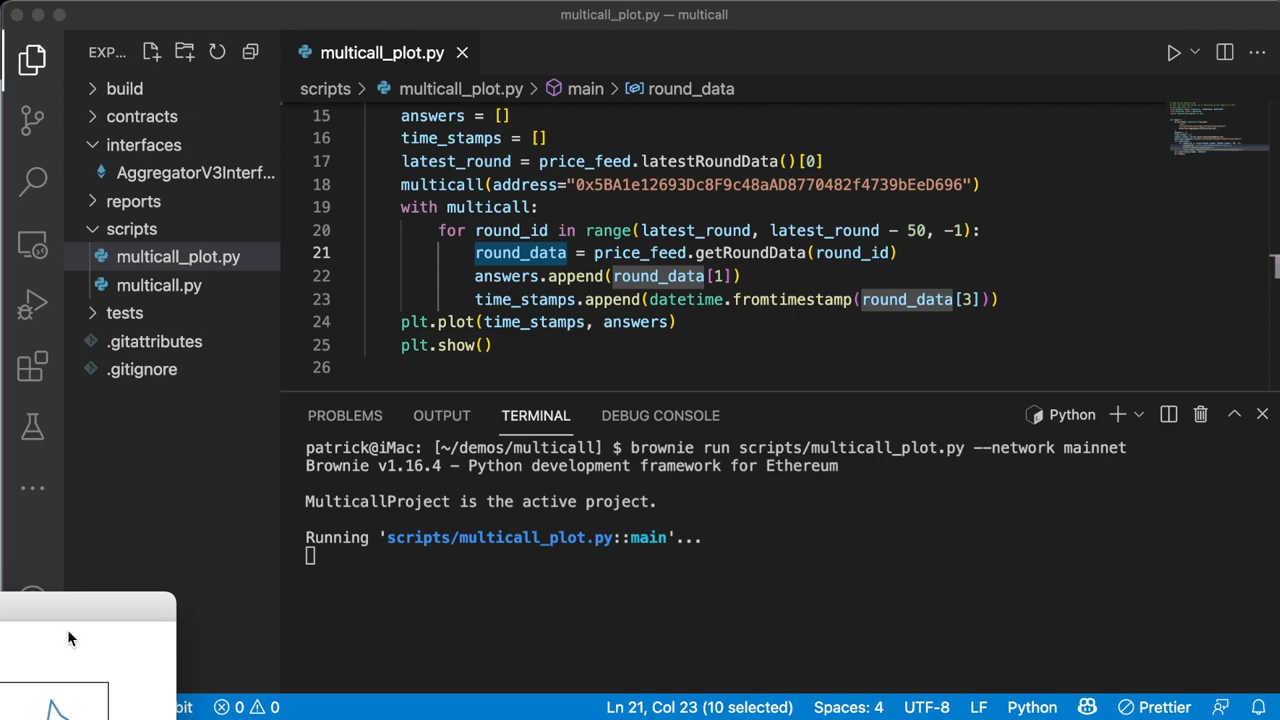 multicall_plot.py — multicall
EXP...
multicall_plot.py
build
contracts
interfaces
AggregatorV3Interf...
reports
scripts
multicall_plot.py
multicall.py
tests
.gitattributes
.gitignore
scripts > multicall_plot.py > main > round_data
15 answers = []
16 time_stamps = []
17 latest_round = price_feed.latestRoundData()[0]
18 multicall(address="0x5BA1e12693Dc8F9c48aAD8770482f4739bEeD696")
19 with multicall:
20 for round_id in range(latest_round, latest_round - 50, -1):
21 round_data = price_feed.getRoundData(round_id)
22 answers.append(round_data[1])
23 time_stamps.append(datetime.fromtimestamp(round_data[3]))
24 plt.plot(time_stamps, answers)
25 plt.show()
26
PROBLEMS OUTPUT TERMINAL DEBUG CONSOLE Python
patrick@iMac: [~/demos/multicall] $ brownie run scripts/multicall_plot.py --network mainnet
Brownie v1.16.4 - Python development framework for Ethereum
MulticallProject is the active project.
Running 'scripts/multicall_plot.py::main'...
bit 0 0 Ln 21, Col 23 (10 selected) Spaces: 4 UTF-8 LF Python Prettier